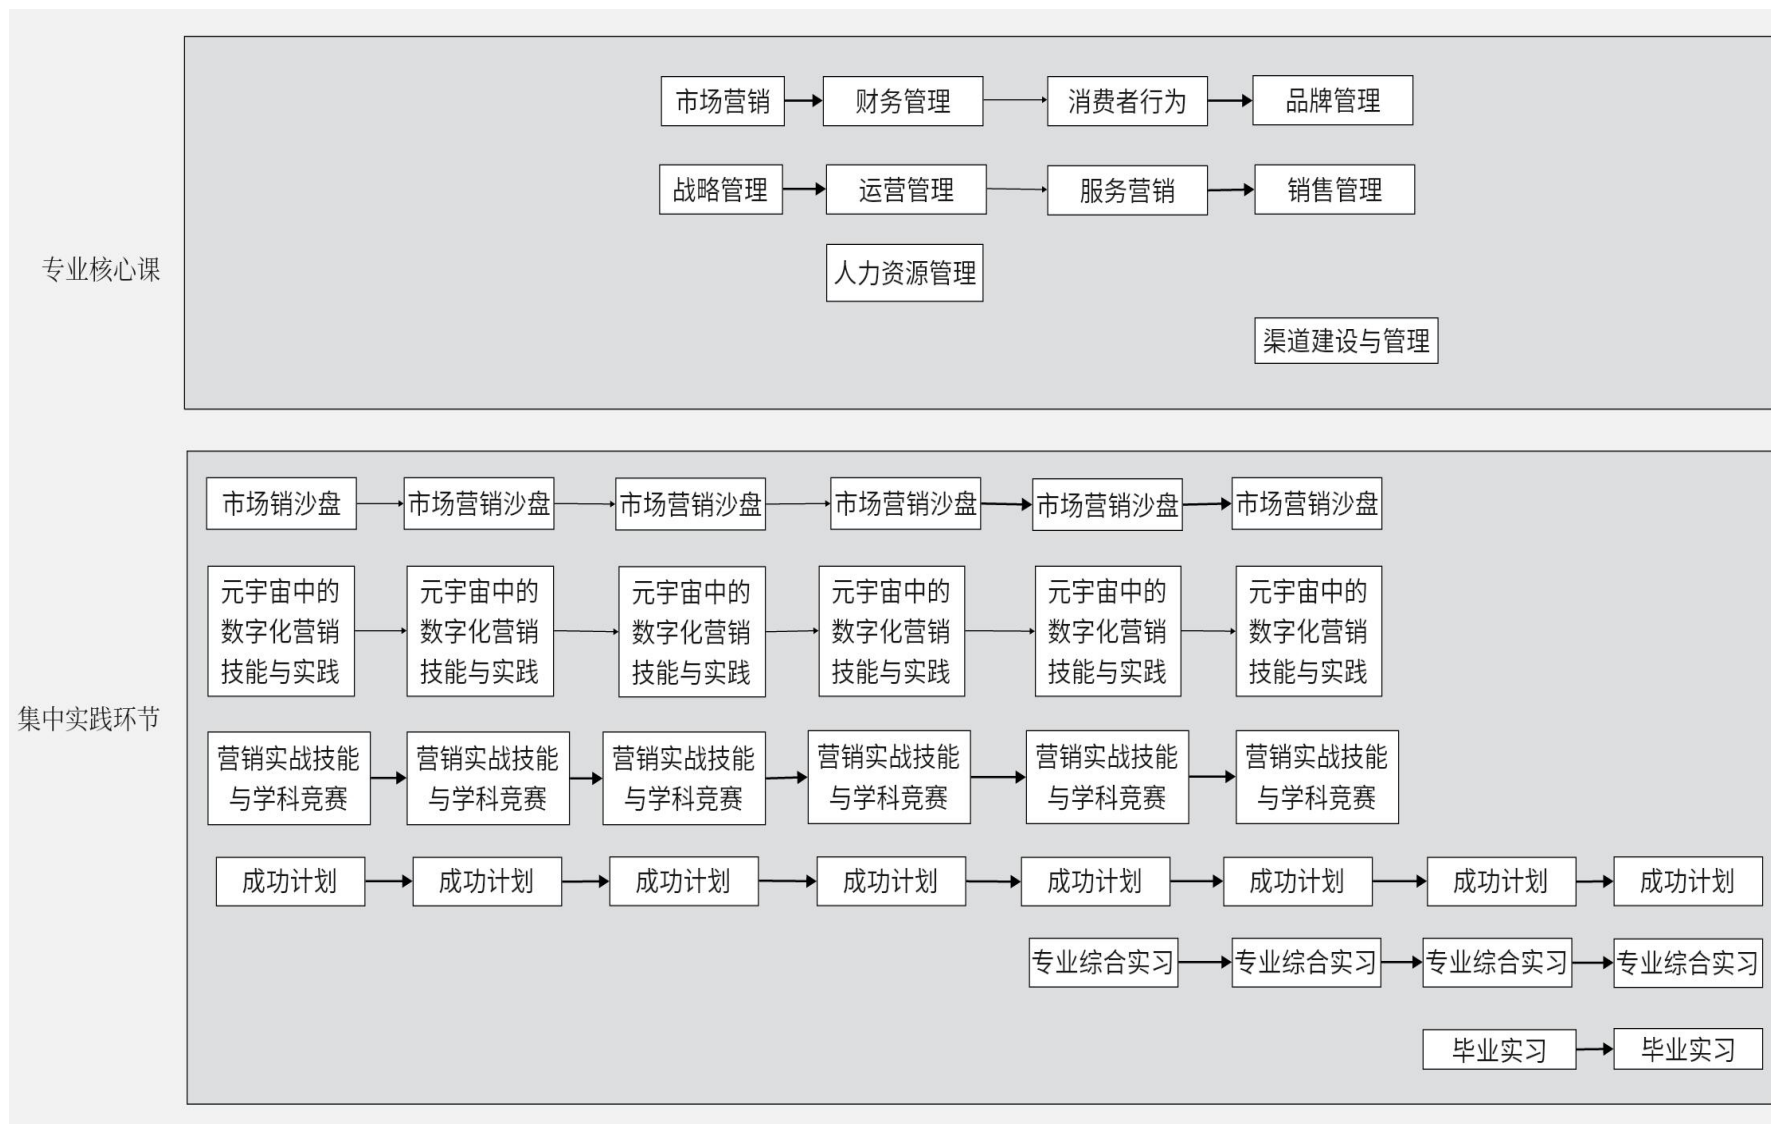 市场营销
财务管理
消费者行为
品牌管理
战略管理
运营管理
服务营销
销售管理
专业核心课
人力资源管理
渠道建设与管理
市场销沙盘
市场营销沙盘
市场营销沙盘
市场营销沙盘
市场营销沙盘
市场营销沙盘
元宇宙中的
数字化营销
技能与实践
元宇宙中的
数字化营销
技能与实践
元宇宙中的
数字化营销
技能与实践
元宇宙中的
数字化营销
技能与实践
元宇宙中的
数字化营销
技能与实践
元宇宙中的
数字化营销
技能与实践
集中实践环节
营销实战技能
与学科竞赛
营销实战技能
与学科竞赛
营销实战技能
与学科竞赛
营销实战技能
与学科竞赛
营销实战技能
与学科竞赛
营销实战技能
与学科竞赛
成功计划
成功计划
成功计划
成功计划
成功计划
成功计划
成功计划
成功计划
专业综合实习
专业综合实习
专业综合实习
专业综合实习
毕业实习
毕业实习